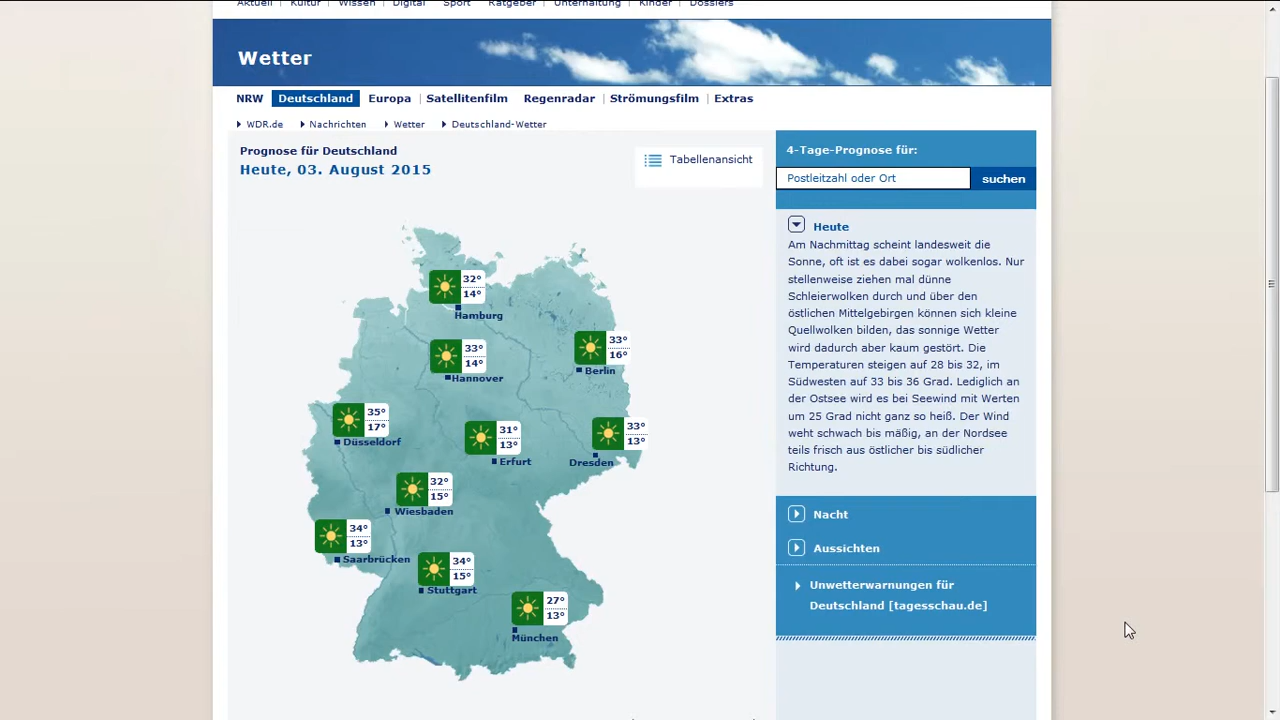 Aktuell | Kultur | Wissen | Digital | Sport | Ratgeber | Unterhaltung | Kinder | Dossiers
Wetter
NRW Deutschland Europa | Satellitenfilm | Regenradar | Strömungsfilm | Extras
WDR.de Nachrichten Wetter Deutschland-Wetter
Prognose für Deutschland
Heute, 03. August 2015
Tabellenansicht
32°
14°
Hamburg
33°
14°
Hannover
33°
16°
Berlin
35°
17°
Düsseldorf
31°
13°
Erfurt
33°
13°
Dresden
32°
15°
Wiesbaden
34°
13°
Saarbrücken
34°
15°
Stuttgart
27°
13°
München
4-Tage-Prognose für:
Postleitzahl oder Ort suchen
Heute
Am Nachmittag scheint landesweit die
Sonne, oft ist es dabei sogar wolkenlos. Nur
stellenweise ziehen mal dünne
Schleierwolken durch und über den
östlichen Mittelgebirgen können sich kleine
Quellwolken bilden, das sonnige Wetter
wird dadurch aber kaum gestört. Die
Temperaturen steigen auf 28 bis 32, im
Südwesten auf 33 bis 36 Grad. Lediglich an
der Ostsee wird es bei Seewind mit Werten
um 25 Grad nicht ganz so heiß. Der Wind
weht schwach bis mäßig, an der Nordsee
teils frisch aus östlicher bis südlicher
Richtung.
Nacht
Aussichten
Unwetterwarnungen für
Deutschland [tagesschau.de]